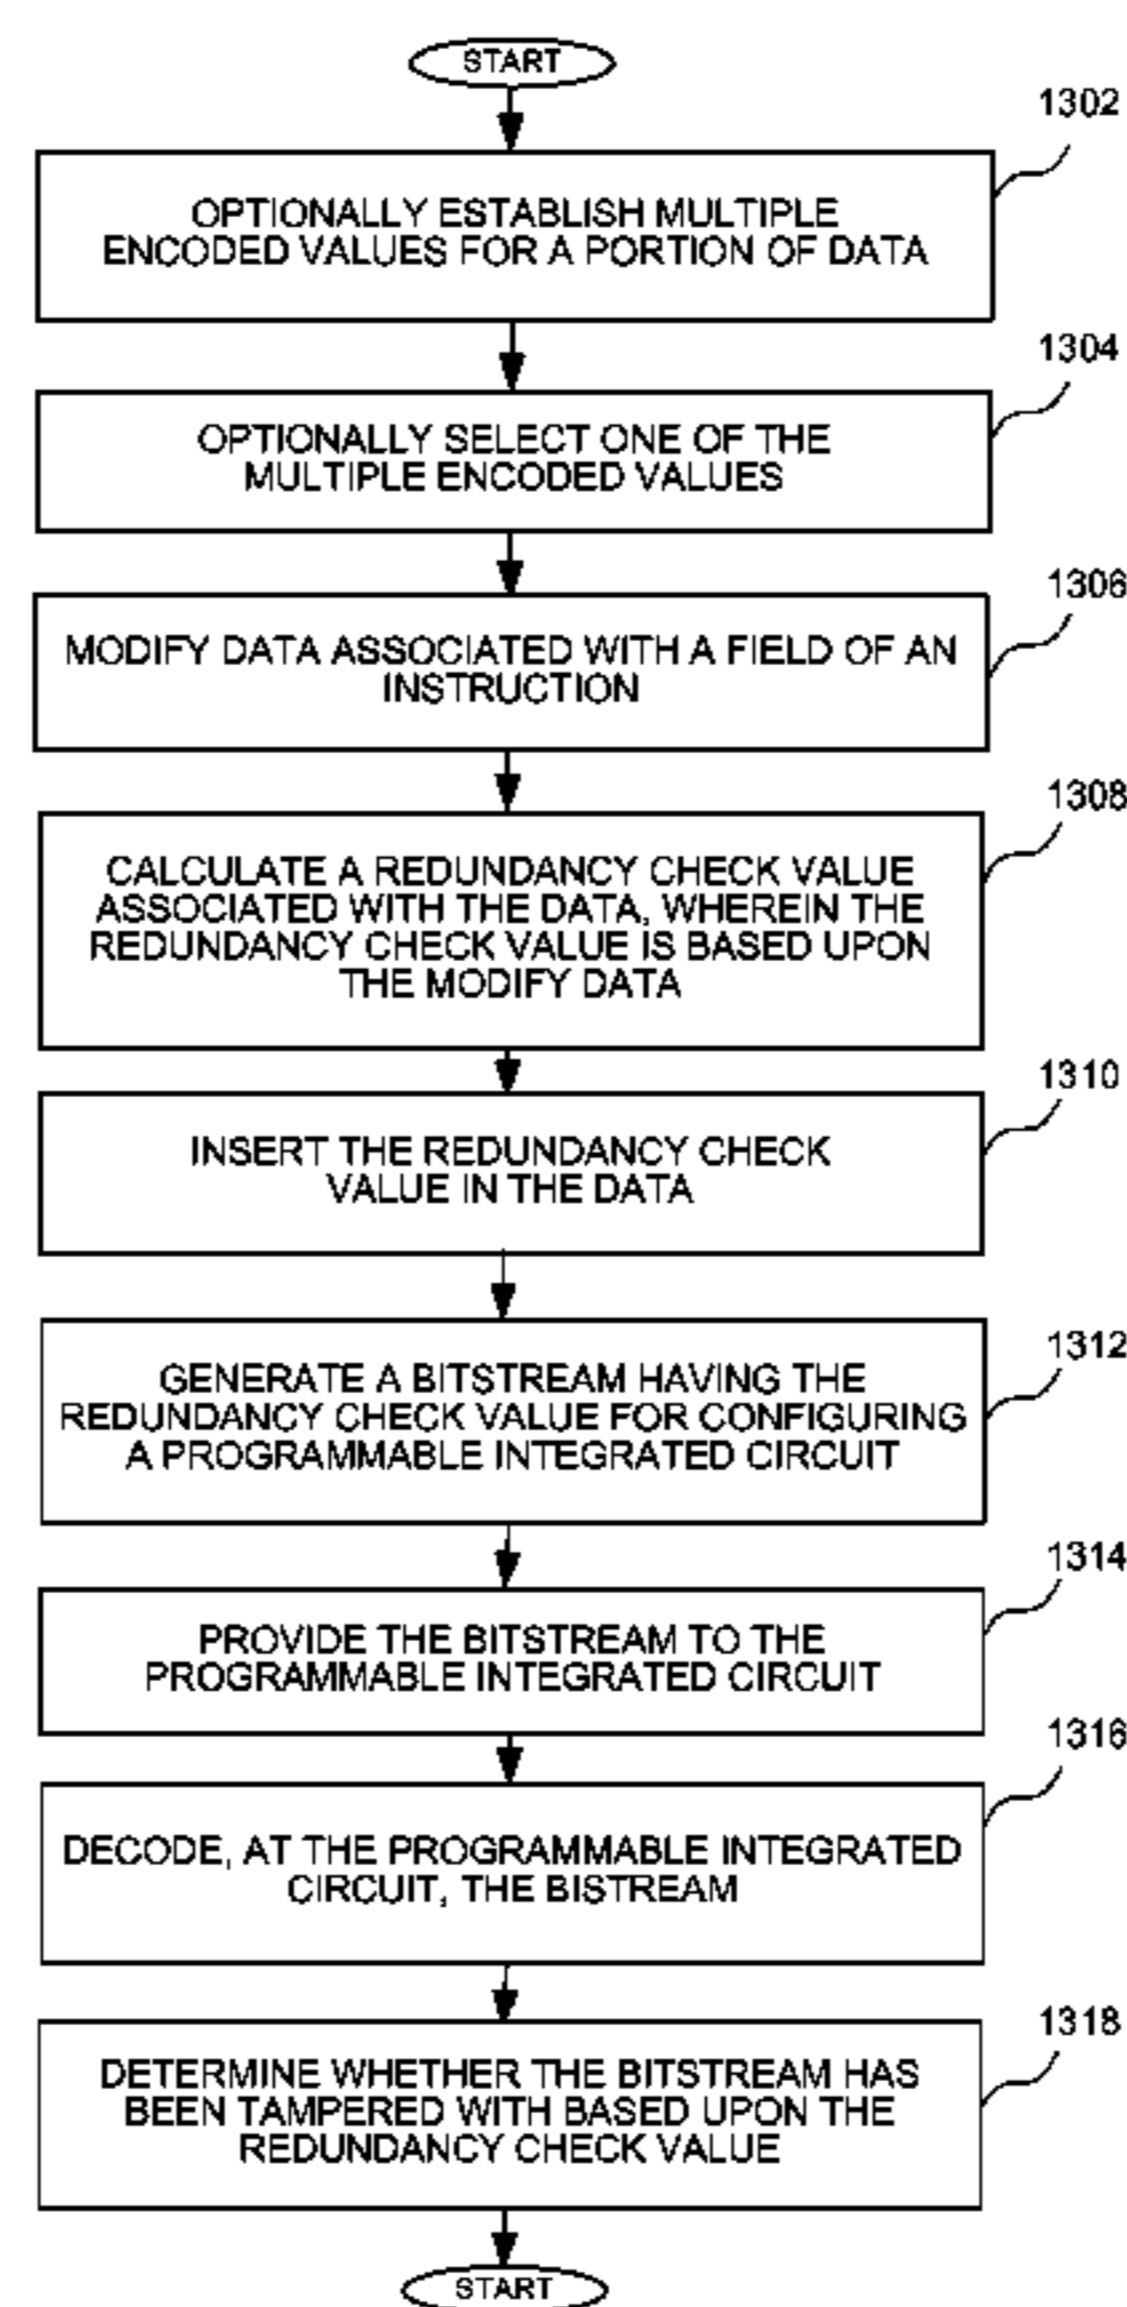 START
1302
OPTIONALLY ESTABLISH MULTIPLE
ENCODED VALUES FOR A PORTION OF DATA
1304
OPTIONALLY SELECT ONE OF THE
MULTIPLE ENCODED VALUES
1306
MODIFY DATA ASSOCIATED WITH A FIELD OF AN
INSTRUCTION
1308
CALCULATE A REDUNDANCY CHECK VALUE
ASSOCIATED WITH THE DATA, WHEREIN THE
REDUNDANCY CHECK VALUE IS BASED UPON
THE MODIFY DATA
1310
INSERT THE REDUNDANCY CHECK
VALUE IN THE DATA
1312
GENERATE A BITSTREAM HAVING THE
REDUNDANCY CHECK VALUE FOR CONFIGURING
A PROGRAMMABLE INTEGRATED CIRCUIT
1314
PROVIDE THE BITSTREAM TO THE
PROGRAMMABLE INTEGRATED CIRCUIT
1316
DECODE, AT THE PROGRAMMABLE INTEGRATED
CIRCUIT, THE BISTREAM
1318
DETERMINE WHETHER THE BITSTREAM HAS
BEEN TAMPERED WITH BASED UPON THE
REDUNDANCY CHECK VALUE
START